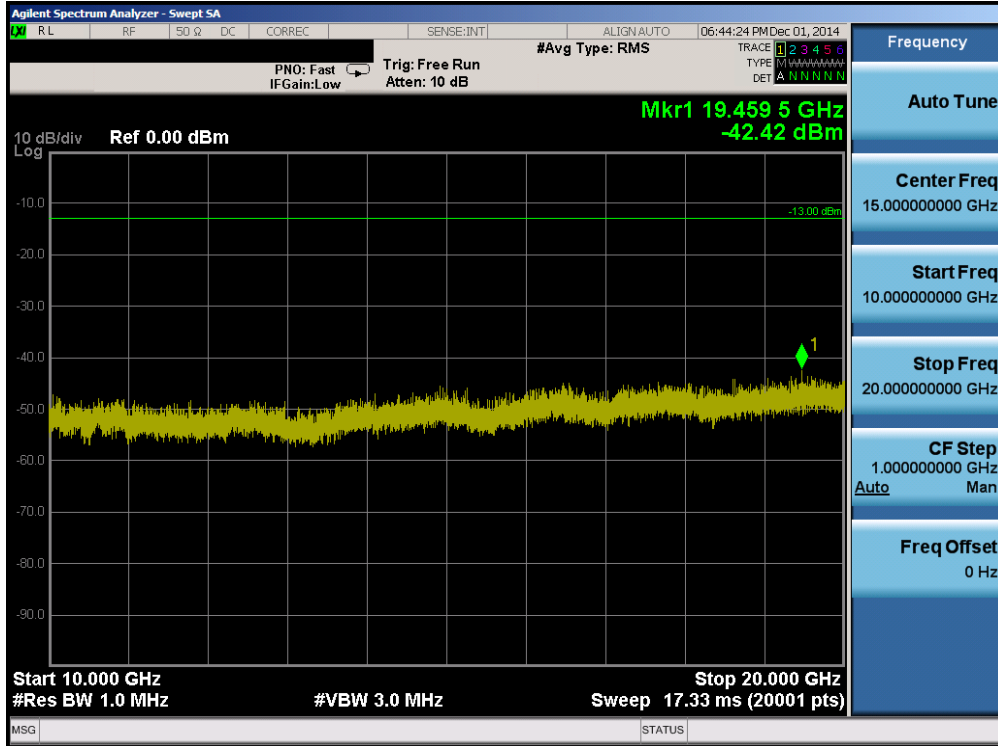 Agilent Spectrum Analyzer - Swept SA
LXI RL RF 50 Ω DC CORREC SENSE:INT ALIGNAUTO 06:44:24 PM Dec 01, 2014
#Avg Type: RMS
TRACE 1 2 3 4 5 6
TYPE M
DET A N N N N N
PNO: Fast
IFGain:Low
Trig: Free Run
Atten: 10 dB
Mkr1 19.459 5 GHz
-42.42 dBm
10 dB/div Ref 0.00 dBm
Log
-10.0
-13.00 dBm
-20.0
-30.0
-40.0
1
-50.0
-60.0
-70.0
-80.0
-90.0
Start 10.000 GHz Stop 20.000 GHz
#Res BW 1.0 MHz #VBW 3.0 MHz Sweep 17.33 ms (20001 pts)
MSG STATUS
Frequency
Auto Tune
Center Freq
15.000000000 GHz
Start Freq
10.000000000 GHz
Stop Freq
20.000000000 GHz
CF Step
1.000000000 GHz
Auto Man
Freq Offset
0 Hz